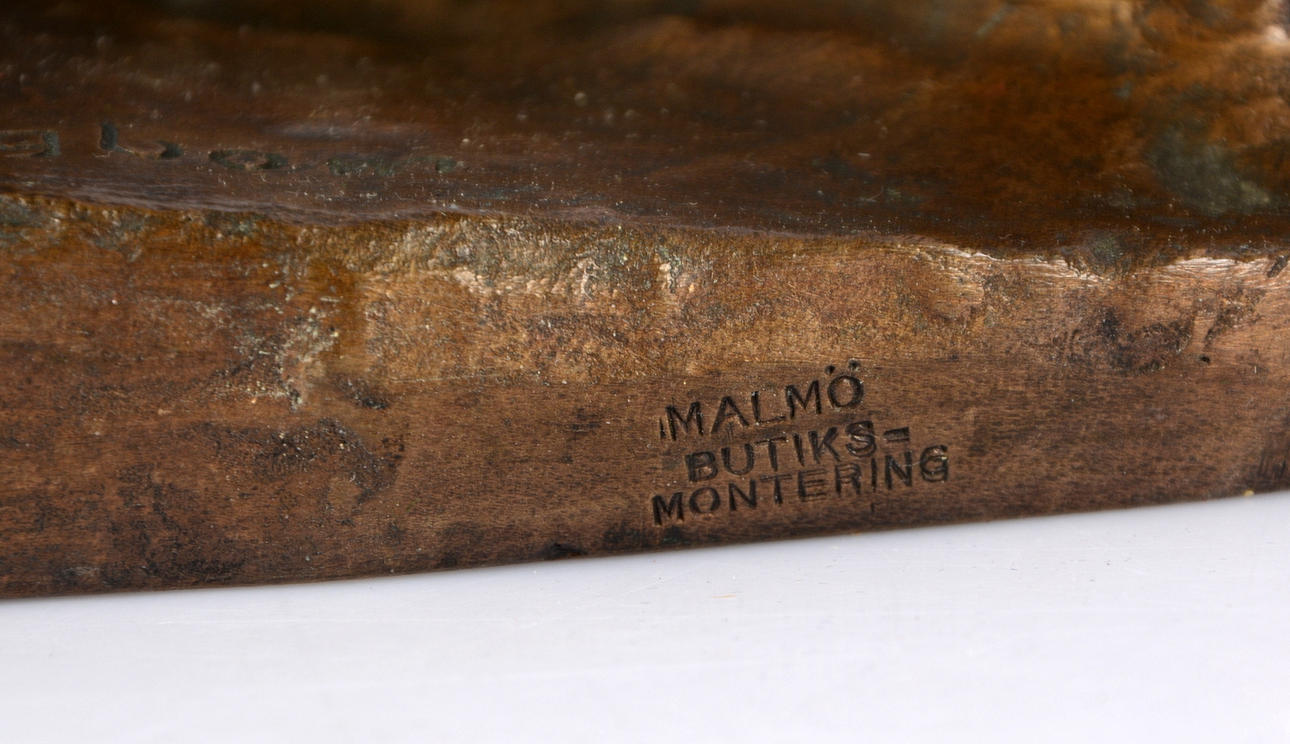 MALMÖ
BUTIKS=
MONTERING